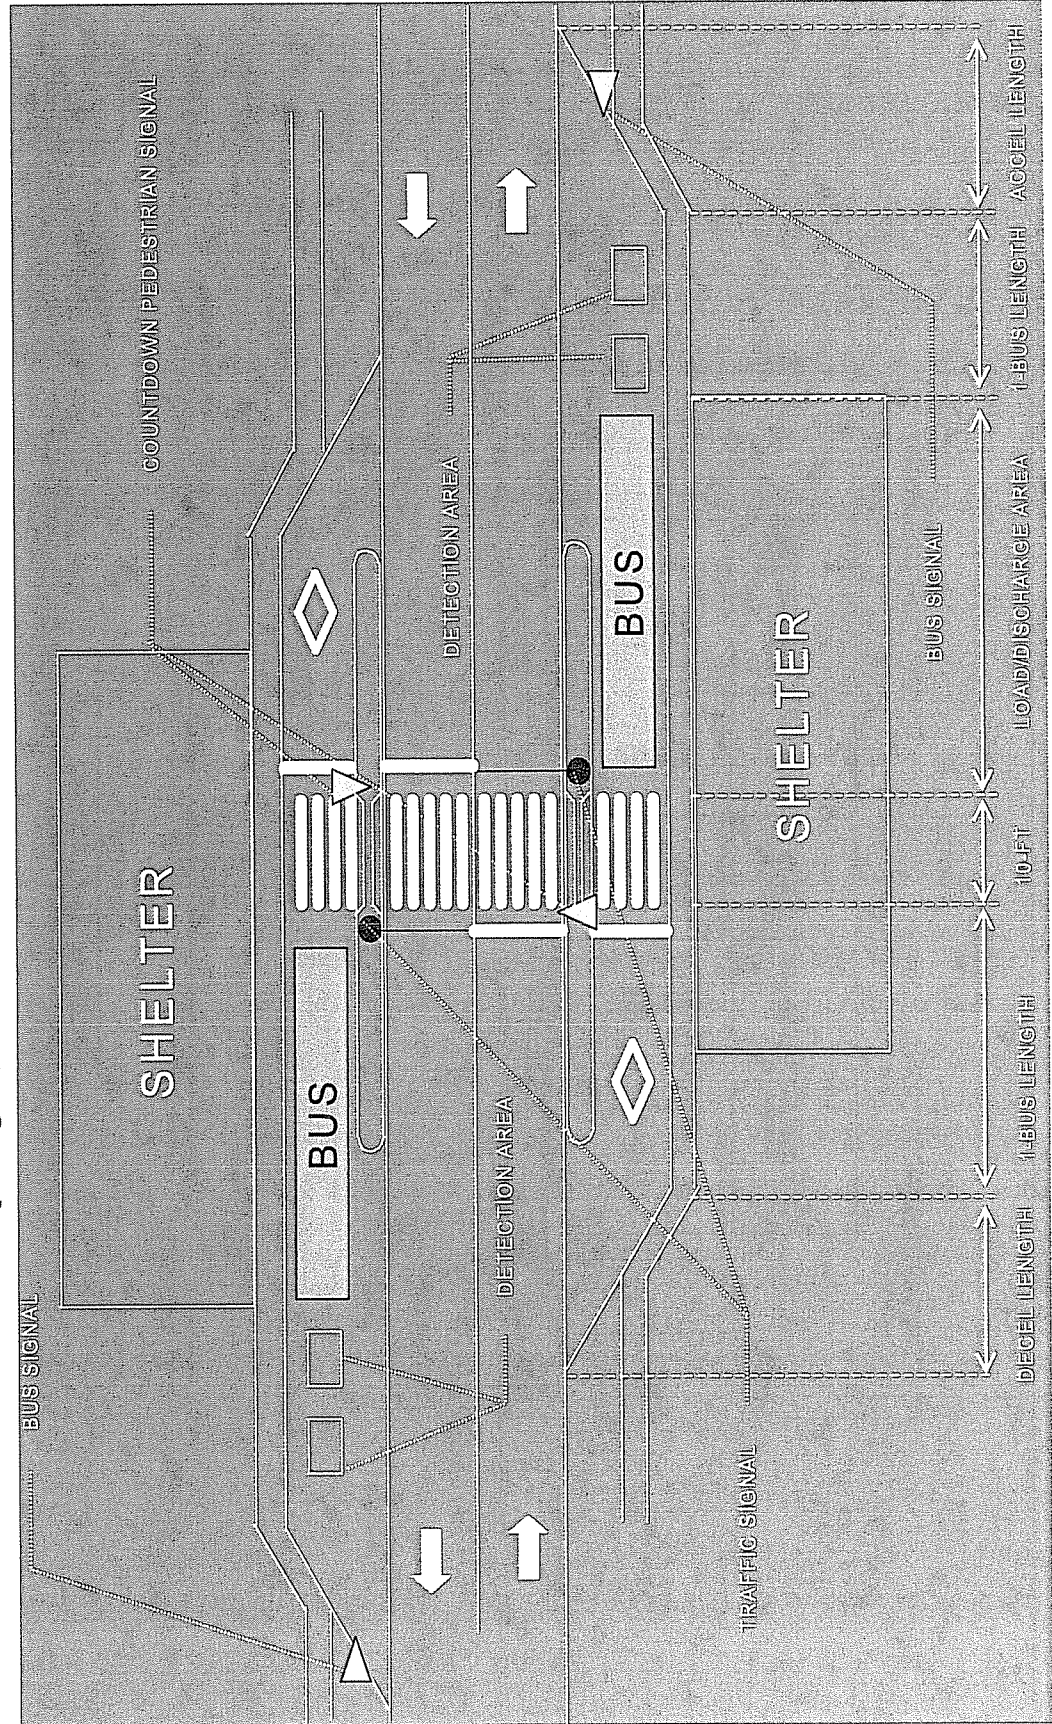 BUS SIGNAL
SHELTER
COUNTDOWN PEDESTRIAN SIGNAL
BUS
DETECTION AREA
DETECTION AREA
BUS
TRAFFIC SIGNAL
SHELTER
BUS SIGNAL
DECEL LENGTH
1-BUS LENGTH
10-FT
LOAD/DISCHARGE AREA
1-BUS LENGTH
ACCEL LENGTH